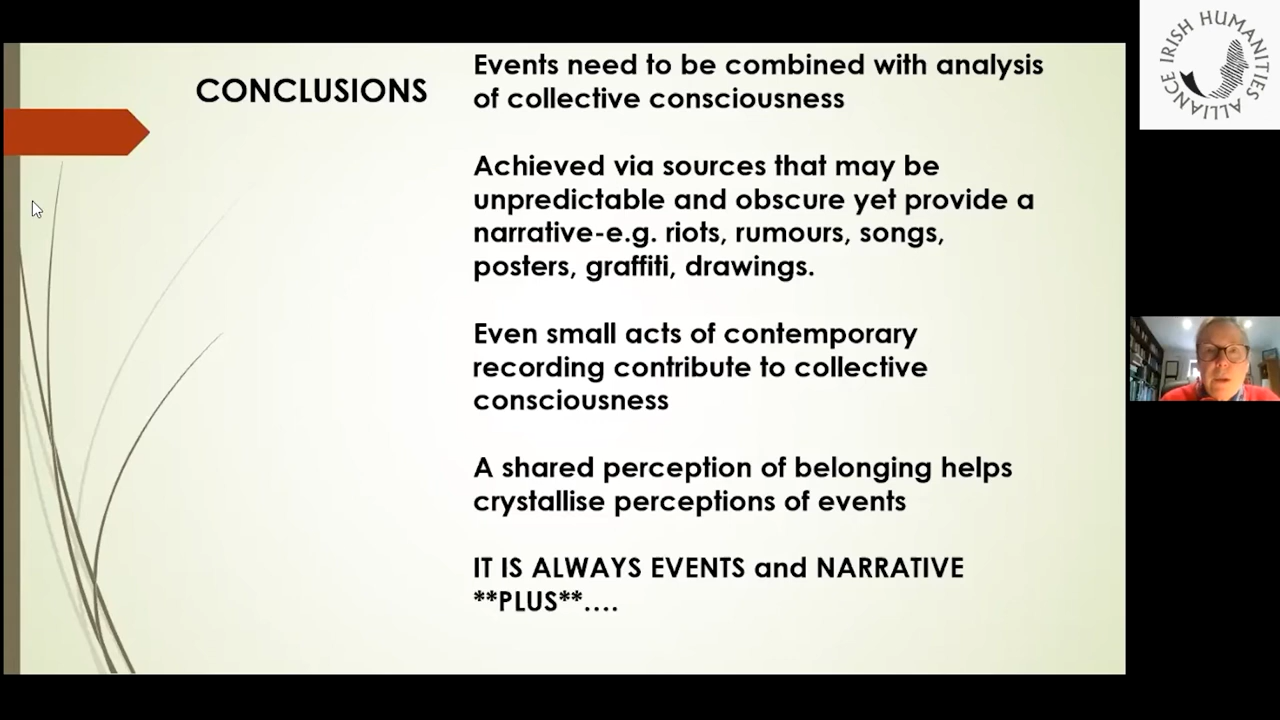 CONCLUSIONS
Events need to be combined with analysis
of collective consciousness
Achieved via sources that may be
unpredictable and obscure yet provide a
narrative-e.g. riots, rumours, songs,
posters, graffiti, drawings.
Even small acts of contemporary
recording contribute to collective
consciousness
A shared perception of belonging helps
crystallise perceptions of events
IT IS ALWAYS EVENTS and NARRATIVE
**PLUS**....
IRISH HUMANITIES ALLIANCE